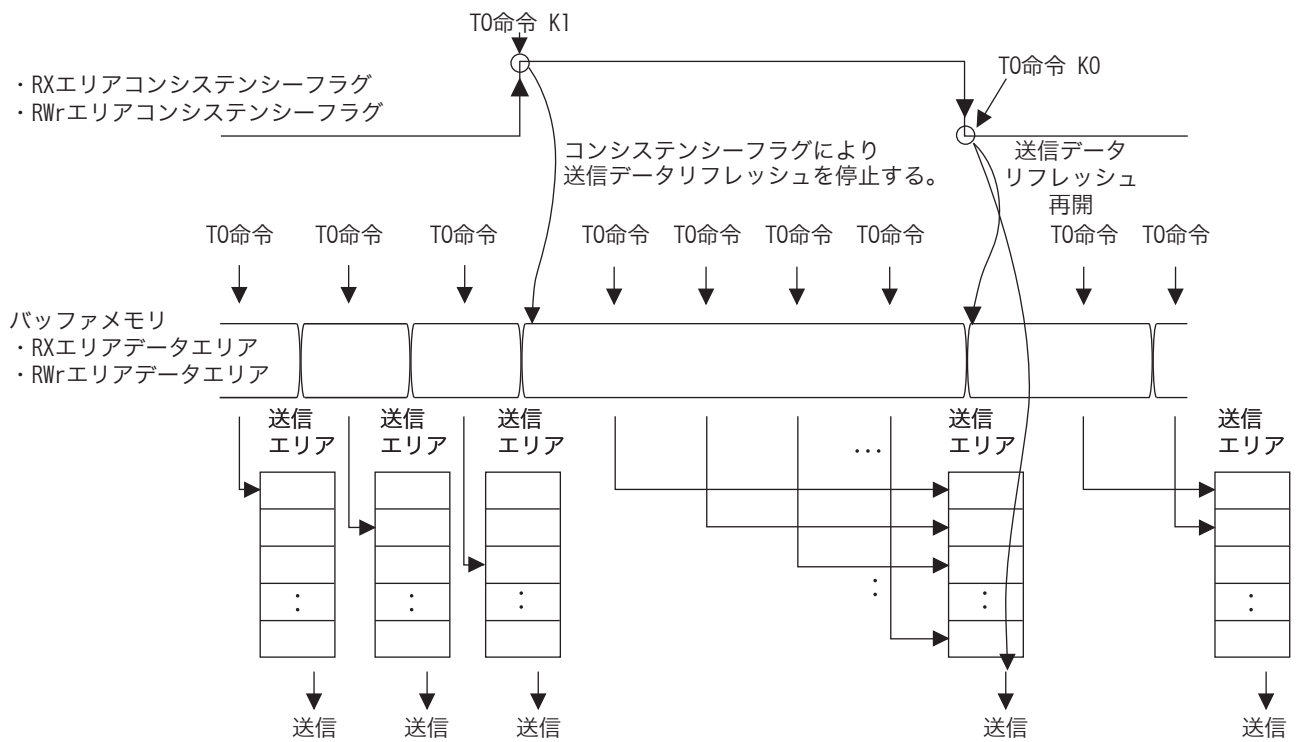 TO命令 K1
・RXエリアコンシステンシーフラグ
・RWrエリアコンシステンシーフラグ
TO命令 K0
コンシステンシーフラグにより
送信データリフレッシュを停止する。
送信データ
リフレッシュ
再開
TO命令 TO命令 TO命令 TO命令 TO命令 TO命令 TO命令 TO命令 TO命令
バッファメモリ
・RXエリアデータエリア
・RWrエリアデータエリア
送信 送信 送信 送信 送信
エリア エリア エリア エリア エリア
...
: : : : : :
送信 送信 送信 送信 送信